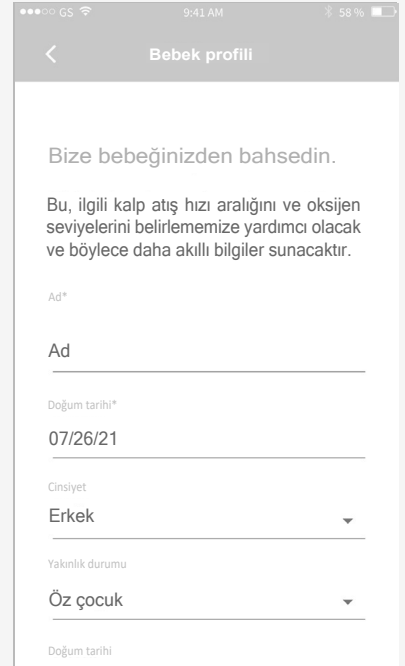 GS 9:41 AM 58 %
Bebek profili
Bize bebeğinizden bahsedin.
Bu, ilgili kalp atış hızı aralığını ve oksijen
seviyelerini belirlememize yardımcı olacak
ve böylece daha akıllı bilgiler sunacaktır.
Ad*
Ad
Doğum tarihi*
07/26/21
Cinsiyet
Erkek
Yakınlık durumu
Öz çocuk
Doğum tarihi